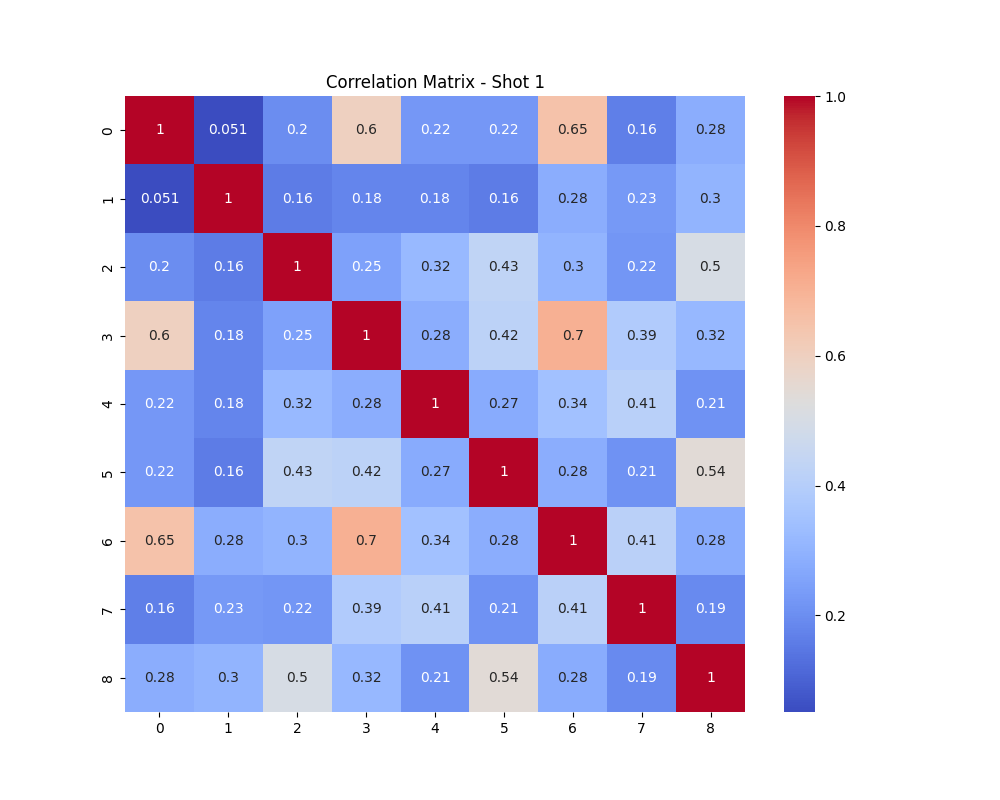 Correlation Matrix - Shot 1
0 1 0.051 0.2 0.6 0.22 0.22 0.65 0.16 0.28
1 0.051 1 0.16 0.18 0.18 0.16 0.28 0.23 0.3
2 0.2 0.16 1 0.25 0.32 0.43 0.3 0.22 0.5
3 0.6 0.18 0.25 1 0.28 0.42 0.7 0.39 0.32
4 0.22 0.18 0.32 0.28 1 0.27 0.34 0.41 0.21
5 0.22 0.16 0.43 0.42 0.27 1 0.28 0.21 0.54
6 0.65 0.28 0.3 0.7 0.34 0.28 1 0.41 0.28
7 0.16 0.23 0.22 0.39 0.41 0.21 0.41 1 0.19
8 0.28 0.3 0.5 0.32 0.21 0.54 0.28 0.19 1
0 1 2 3 4 5 6 7 8
1.0
0.8
0.6
0.4
0.2